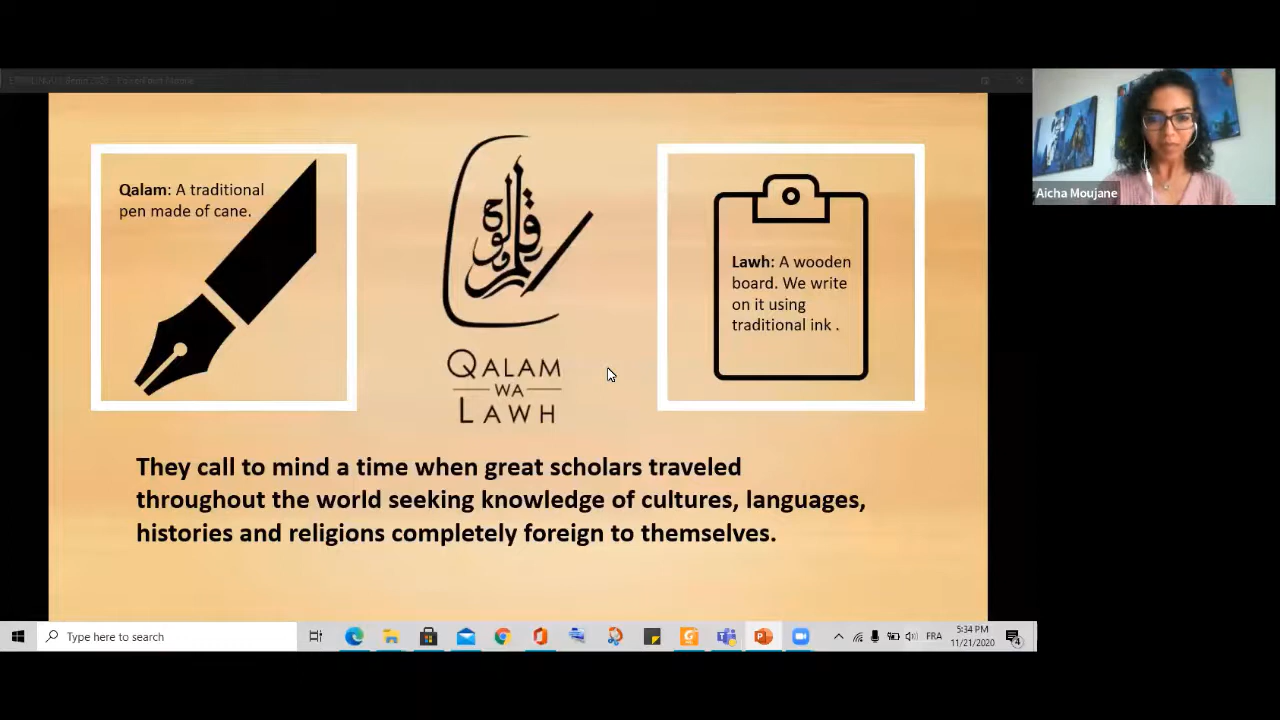 Qalam: A traditional
pen made of cane.
قلم ولوح
QALAM
WA
LAWH
Lawh: A wooden
board. We write
on it using
traditional ink .
They call to mind a time when great scholars traveled
throughout the world seeking knowledge of cultures, languages,
histories and religions completely foreign to themselves.
Aicha Moujane
Type here to search
FRA
5:34 PM
11/21/2020
4